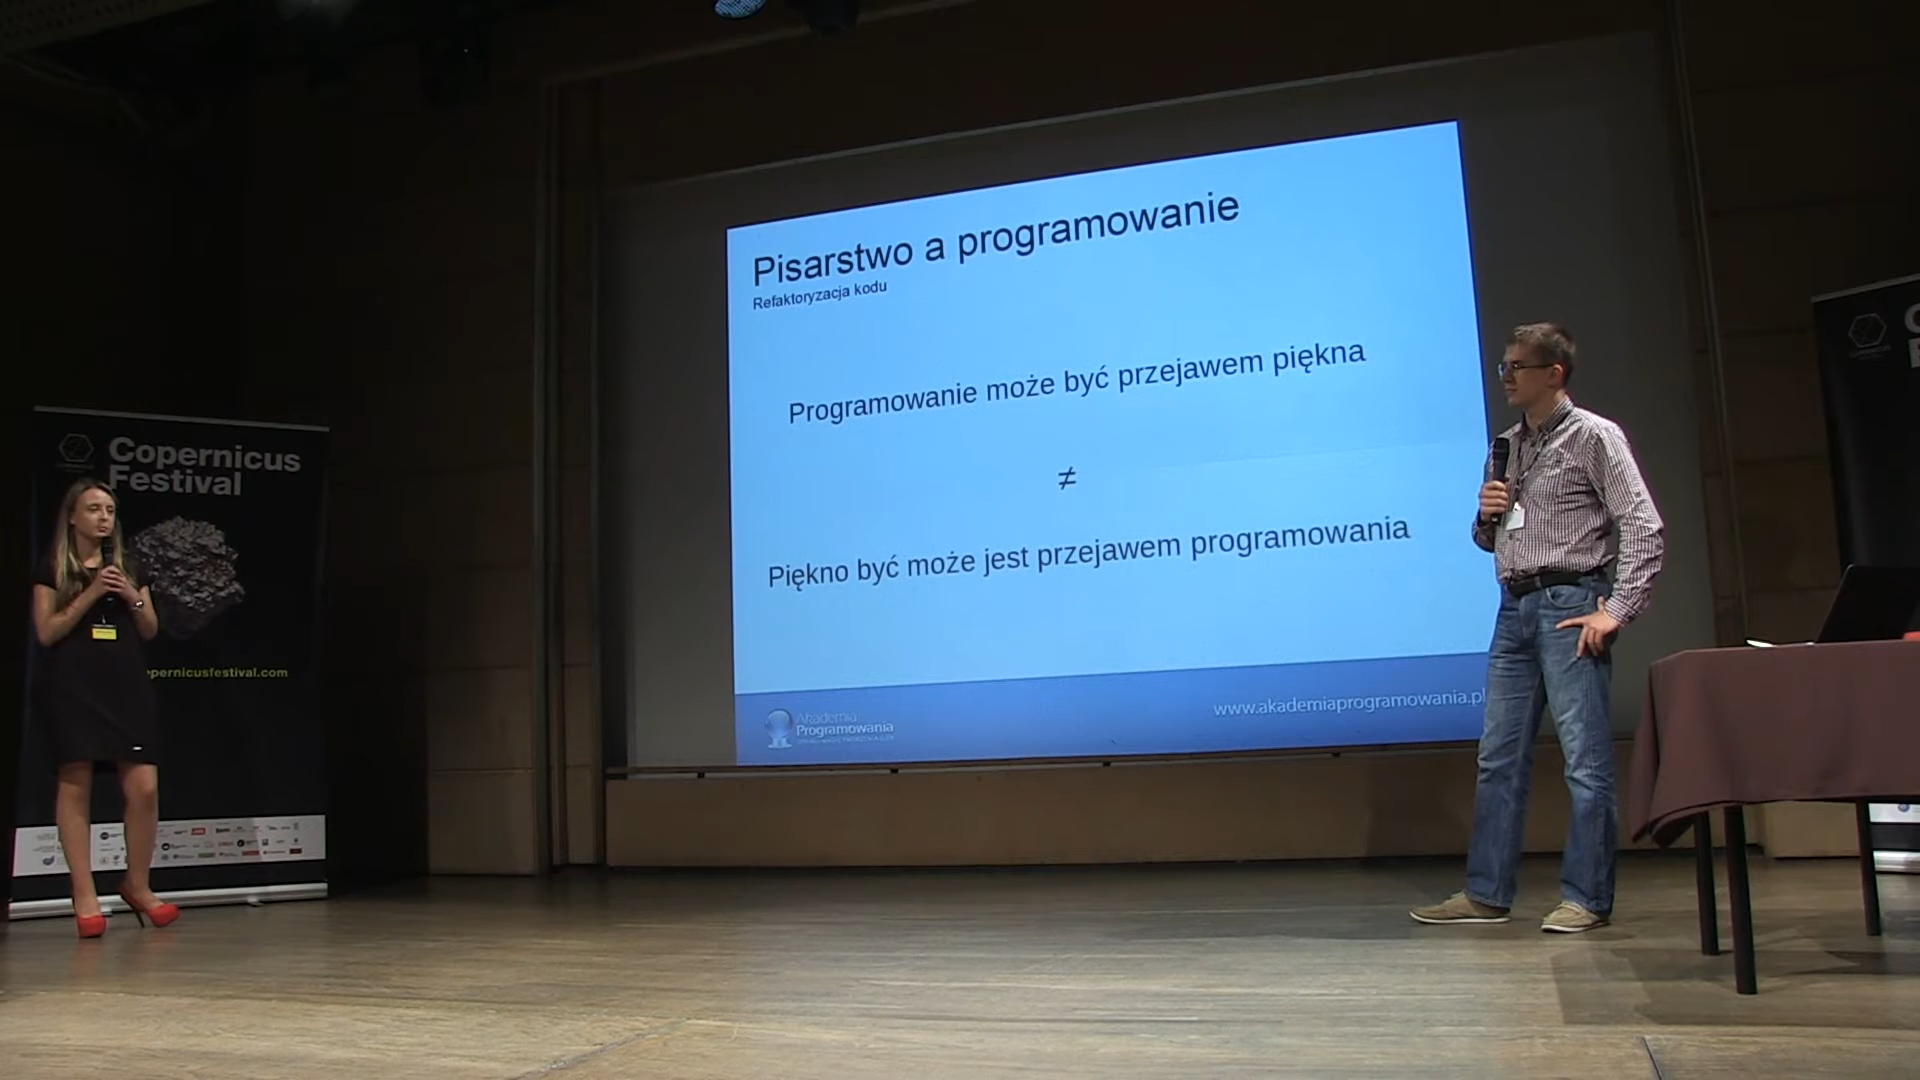 Pisarstwo a programowanie
Refaktoryzacja kodu
Programowanie może być przejawem piękna
≠
Piękno być może jest przejawem programowania
Akademia
Programowania
www.akademiaprogramowania.pl
Copernicus
Festival
opernicusfestival.com